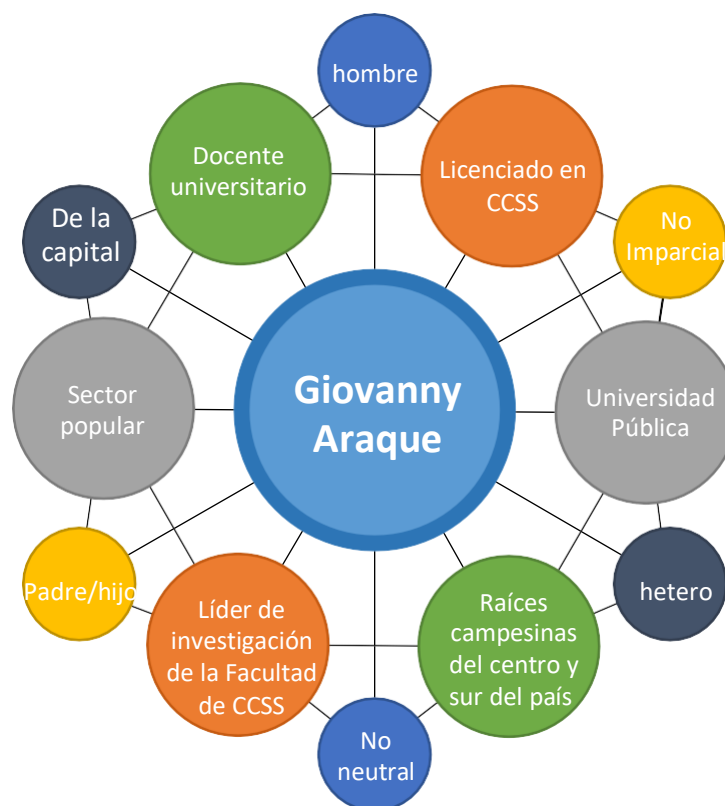 hombre
Docente
universitario
Licenciado en
CCSS
De la
capital
No
Imparcial
Giovanny
Araque
Sector
popular
Universidad
Pública
Padre/hijo
hetero
Líder de
investigación
de la Facultad
de CCSS
Raíces
campesinas
del centro y
sur del país
No
neutral